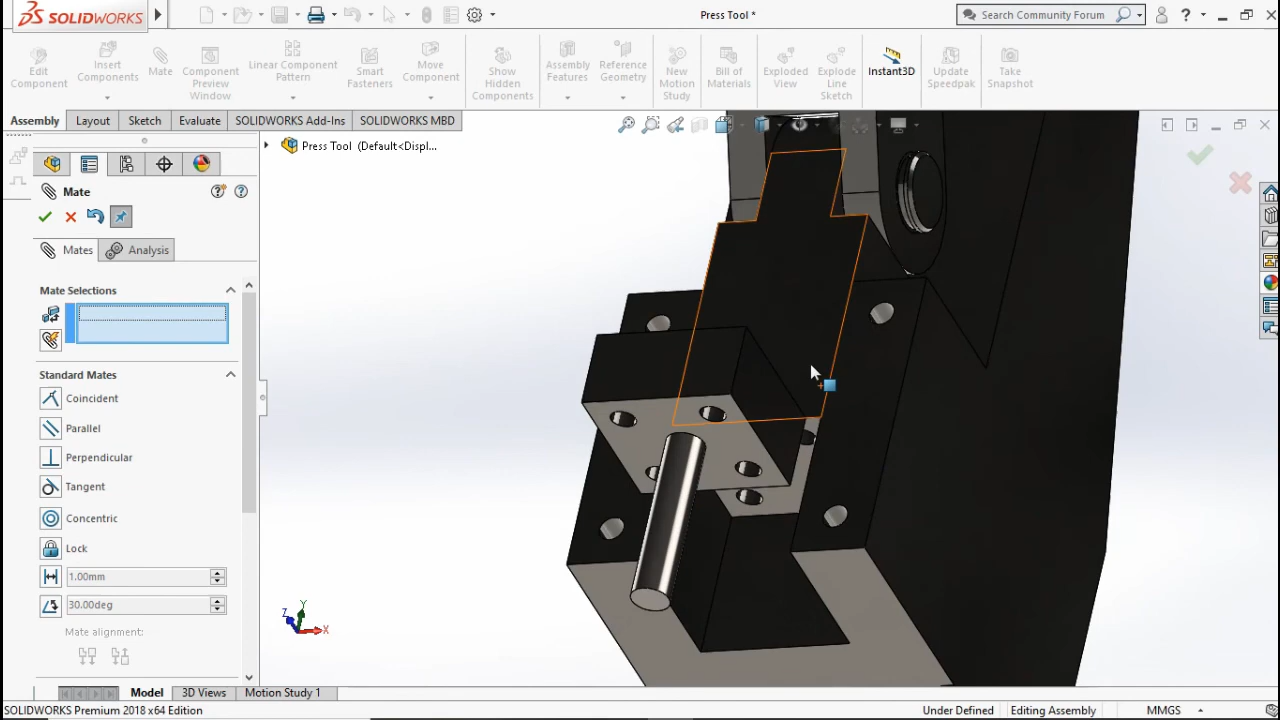 SOLIDWORKS
Press Tool *
Search Community Forum
?
Edit Component
Insert Components
Mate
Component Preview Window
Linear Component Pattern
Smart Fasteners
Move Component
Show Hidden Components
Assembly Features
Reference Geometry
New Motion Study
Bill of Materials
Exploded View
Explode Line Sketch
Instant3D
Update Speedpak
Take Snapshot
Assembly
Layout
Sketch
Evaluate
SOLIDWORKS Add-Ins
SOLIDWORKS MBD
Press Tool (Default<Displ...
Mate
Mates
Analysis
Mate Selections
Standard Mates
Coincident
Parallel
Perpendicular
Tangent
Concentric
Lock
1.00mm
30.00deg
Mate alignment:
Y
Z
X
Model
3D Views
Motion Study 1
SOLIDWORKS Premium 2018 x64 Edition
Under Defined
Editing Assembly
MMGS